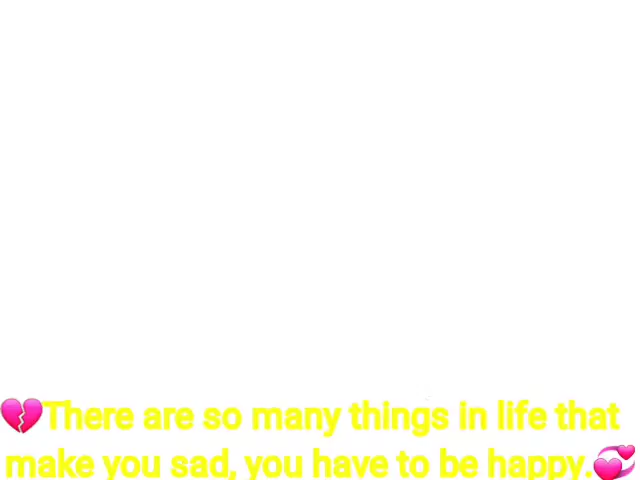 💔There are so many things in life that
make you sad, you have to be happy.💞